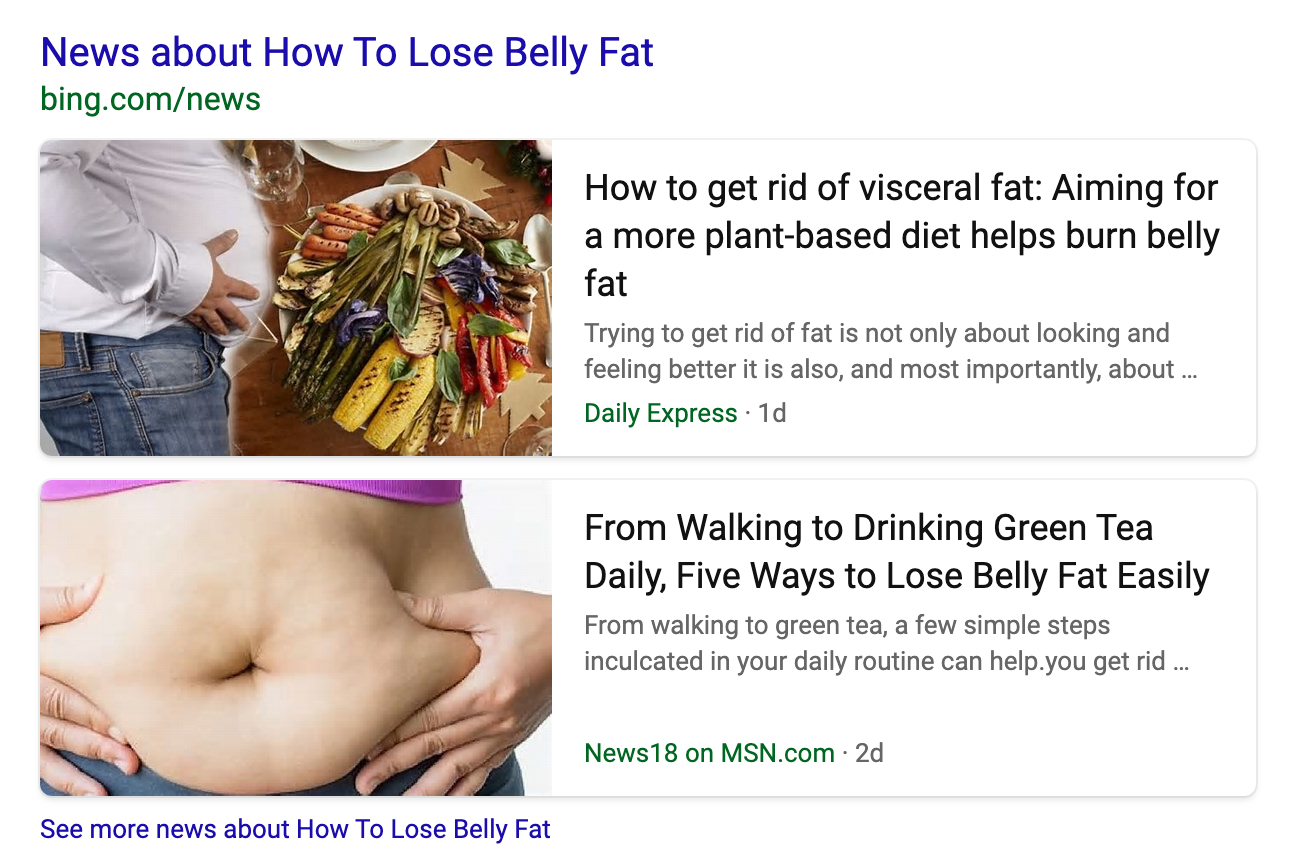 News about How To Lose Belly Fat
bing.com/news
How to get rid of visceral fat: Aiming for
a more plant-based diet helps burn belly
fat
Trying to get rid of fat is not only about looking and
feeling better it is also, and most importantly, about ...
Daily Express · 1d
From Walking to Drinking Green Tea
Daily, Five Ways to Lose Belly Fat Easily
From walking to green tea, a few simple steps
inculcated in your daily routine can help.you get rid ...
News18 on MSN.com · 2d
See more news about How To Lose Belly Fat